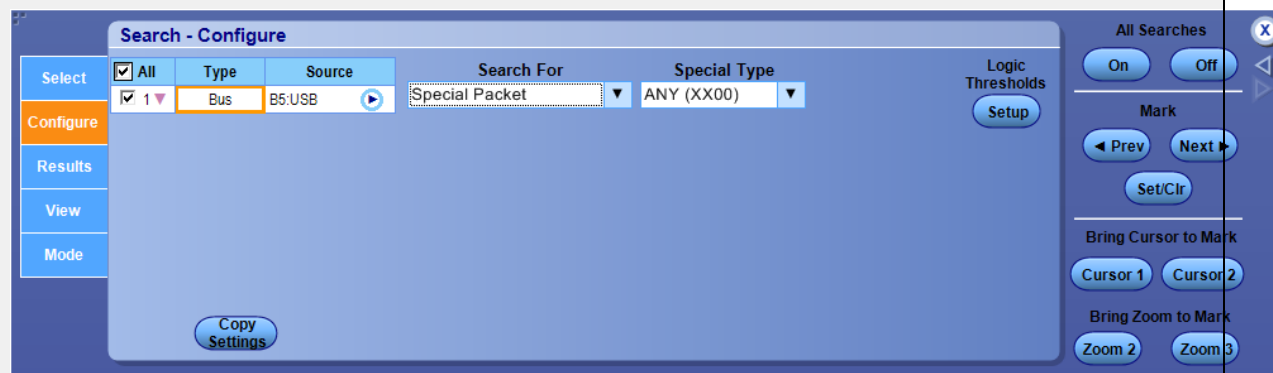 Search - Configure
Select
Configure
Results
View
Mode
All Type Source
1 Bus B5:USB
Search For
Special Packet
Special Type
ANY (XX00)
Logic
Thresholds
Setup
Copy
Settings
All Searches
On Off
X
Mark
Prev Next
Set/Clr
Bring Cursor to Mark
Cursor 1 Cursor 2
Bring Zoom to Mark
Zoom 2 Zoom 3